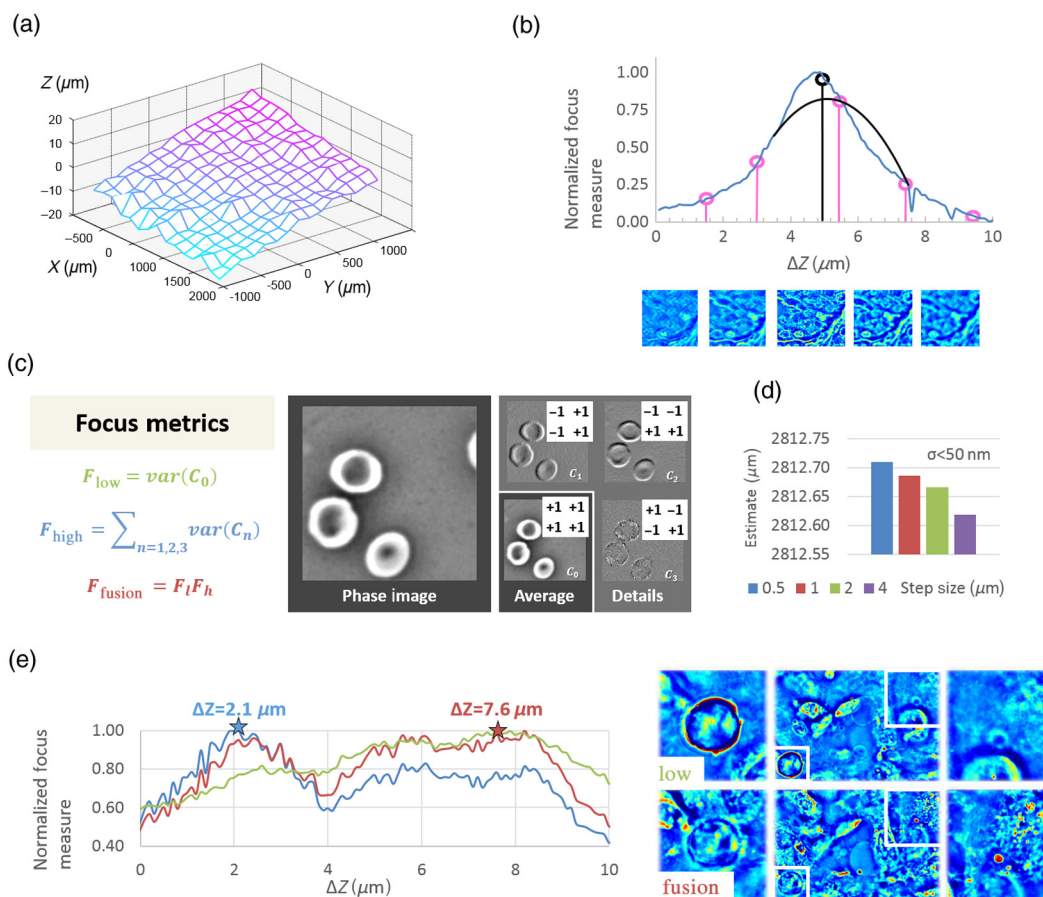 (a)
Z (μm)
20
10
0
−10
−20
−500
0
1000
1500
2000
X (μm)
-1000
−500
0
500
1000
Y (μm)
(b)
Normalized focus
measure
1.00
0.75
0.50
0.25
0.00
0 2 4 6 8 10
ΔZ (μm)
(c)
Focus metrics
F_low = var(C_0)
F_high = ∑_{n=1,2,3} var(C_n)
F_fusion = F_l F_h
Phase image
−1 +1
−1 +1
C_1
−1 −1
+1 +1
C_2
+1 +1
+1 +1
C_0
+1 −1
−1 +1
C_3
Average
Details
(d)
Estimate (μm)
2812.75
2812.70
2812.65
2812.60
2812.55
σ<50 nm
0.5 1 2 4 Step size (μm)
(e)
Normalized focus
measure
1.00
0.80
0.60
0.40
ΔZ=2.1 μm
ΔZ=7.6 μm
0 2 4 6 8 10
ΔZ (μm)
low
fusion